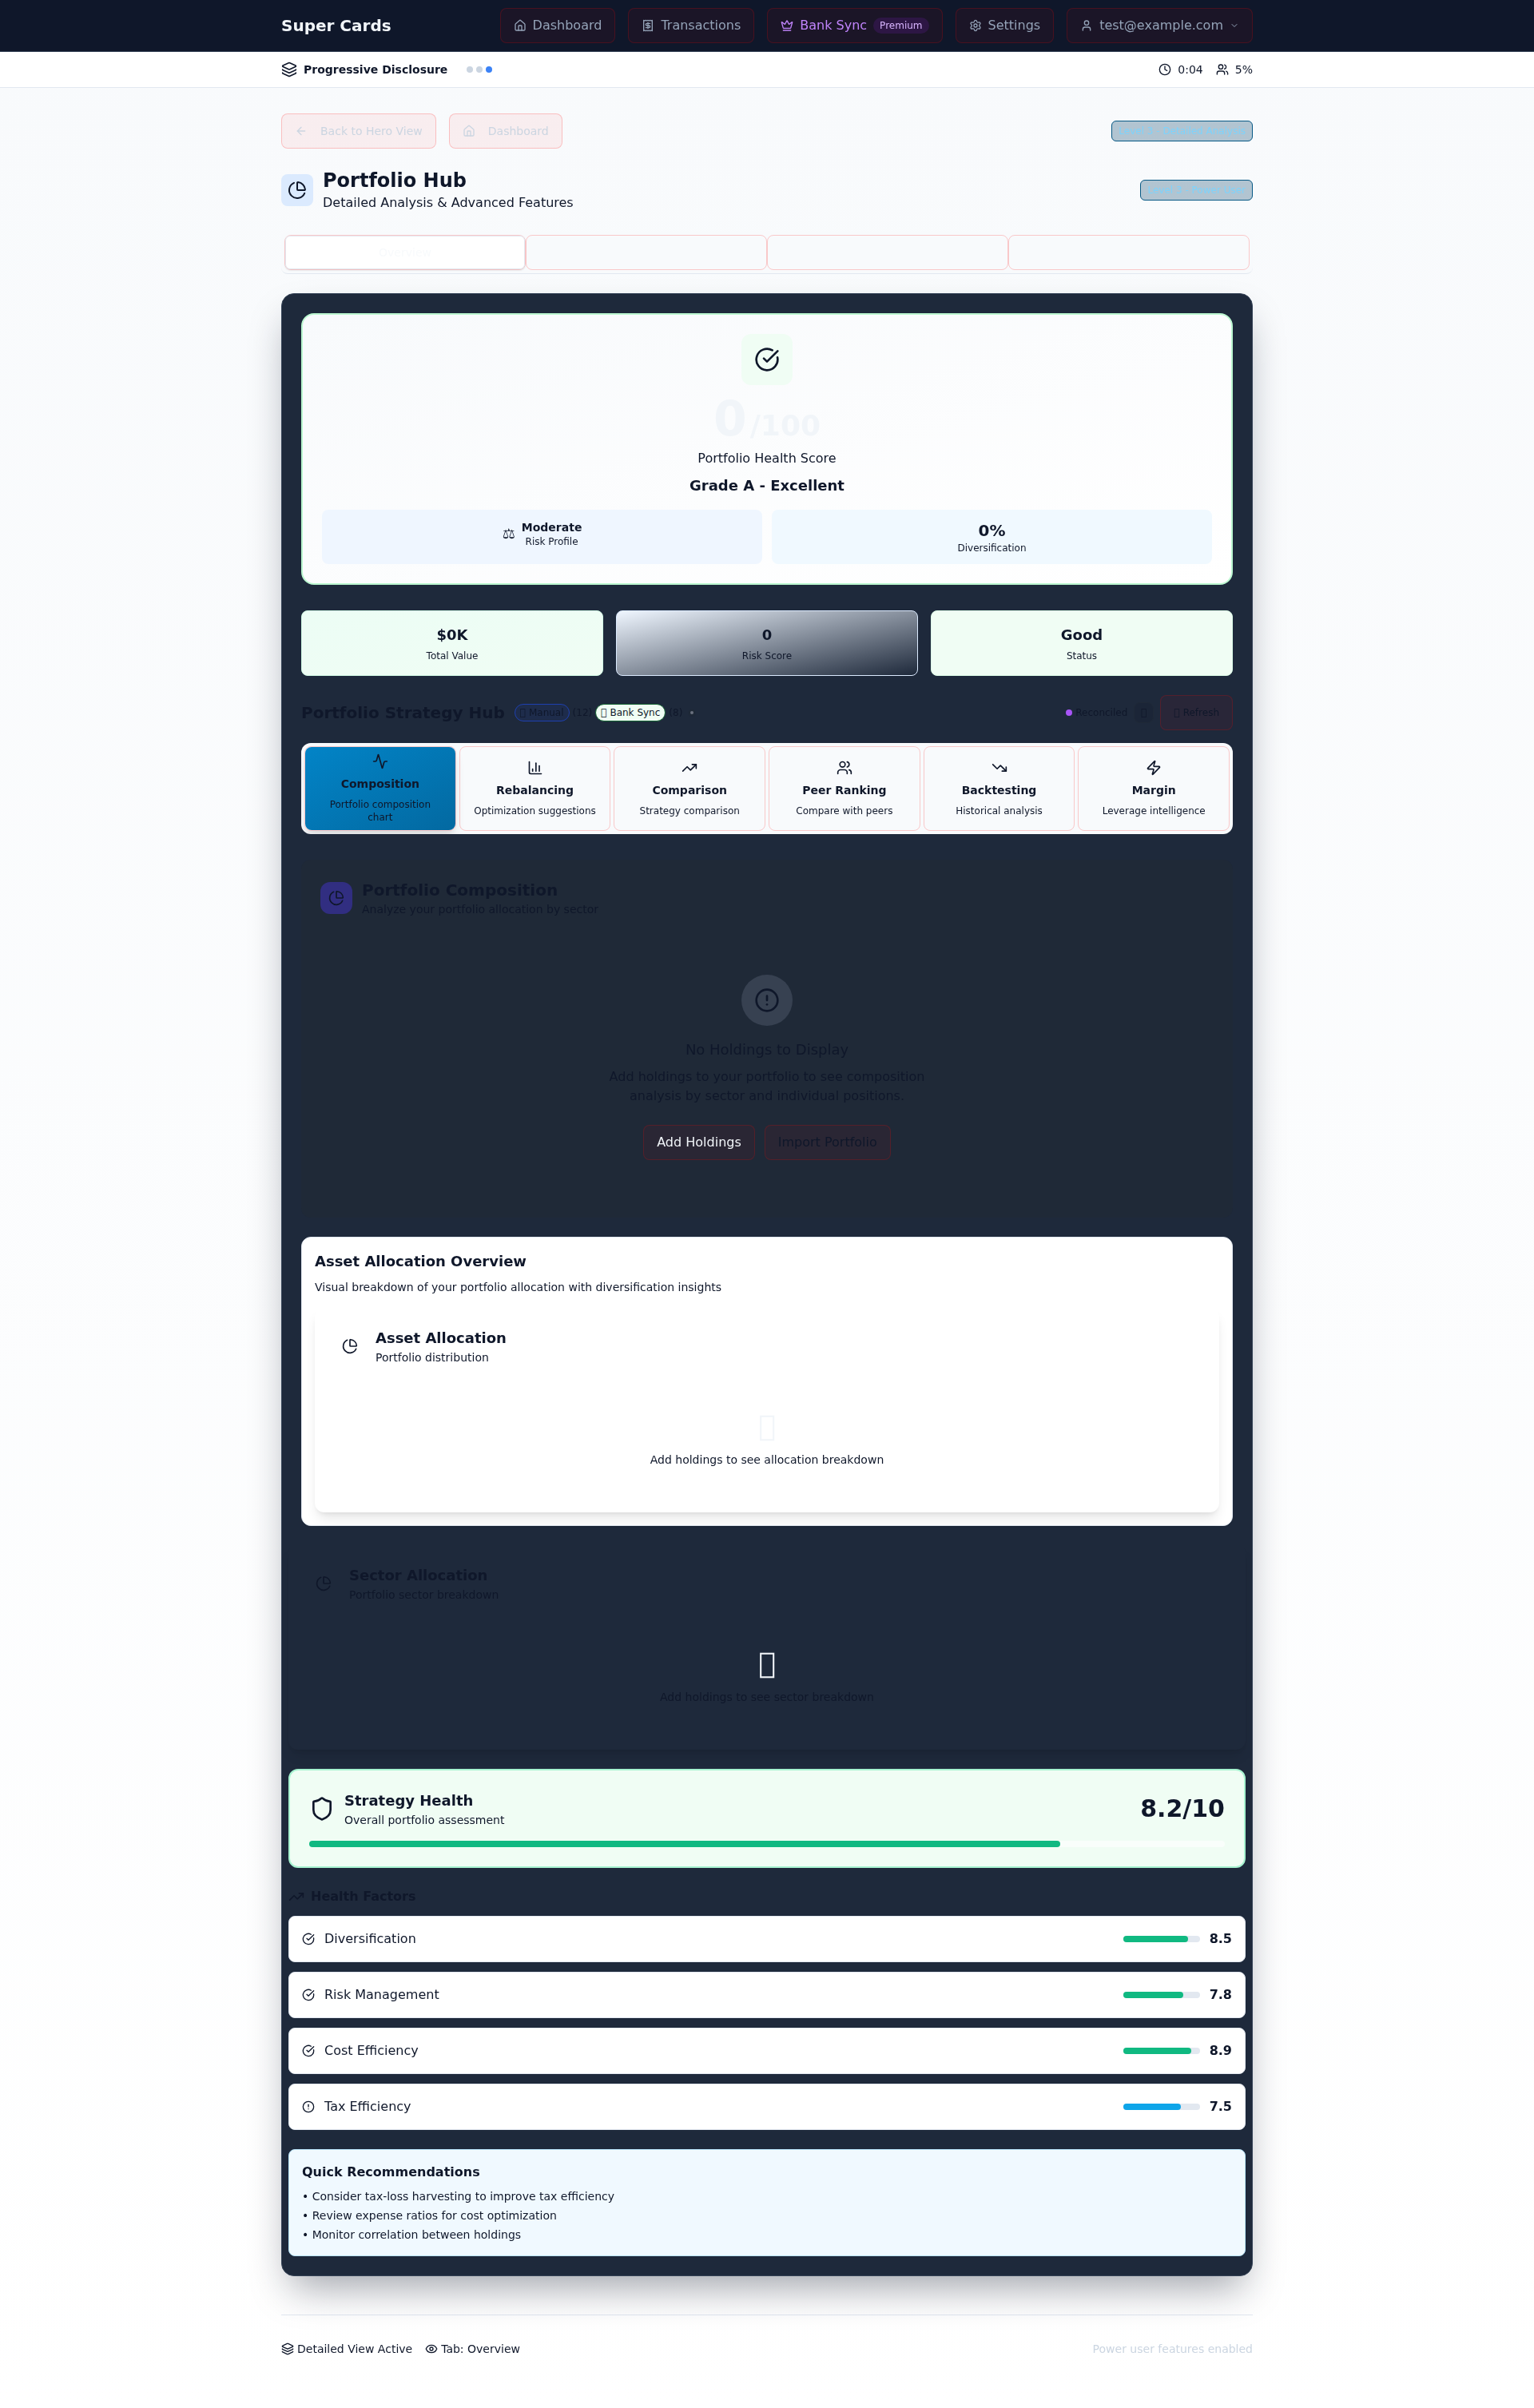 Super Cards
Dashboard
Transactions
Bank Sync Premium
Settings
test@example.com
Progressive Disclosure
0:04
5%
Back to Hero View
Dashboard
Portfolio Hub
Detailed Analysis & Advanced Features
Overview
0/100
Portfolio Health Score
Grade A - Excellent
⚖ Moderate
Risk Profile
0%
Diversification
$0K
Total Value
0
Risk Score
Good
Status
Portfolio Strategy Hub
Manual (12)
Bank Sync (8) •
Reconciled
Refresh
Composition
Portfolio composition
chart
Rebalancing
Optimization suggestions
Comparison
Strategy comparison
Peer Ranking
Compare with peers
Backtesting
Historical analysis
Margin
Leverage intelligence
Portfolio Composition
Analyze your portfolio allocation by sector
No Holdings to Display
Add holdings to your portfolio to see composition
analysis by sector and individual positions.
Add Holdings
Import Portfolio
Asset Allocation Overview
Visual breakdown of your portfolio allocation with diversification insights
Asset Allocation
Portfolio distribution
Add holdings to see allocation breakdown
Sector Allocation
Portfolio sector breakdown
Add holdings to see sector breakdown
Strategy Health
Overall portfolio assessment
8.2/10
Health Factors
Diversification
8.5
Risk Management
7.8
Cost Efficiency
8.9
Tax Efficiency
7.5
Quick Recommendations
• Consider tax-loss harvesting to improve tax efficiency
• Review expense ratios for cost optimization
• Monitor correlation between holdings
Detailed View Active
Tab: Overview
Power user features enabled